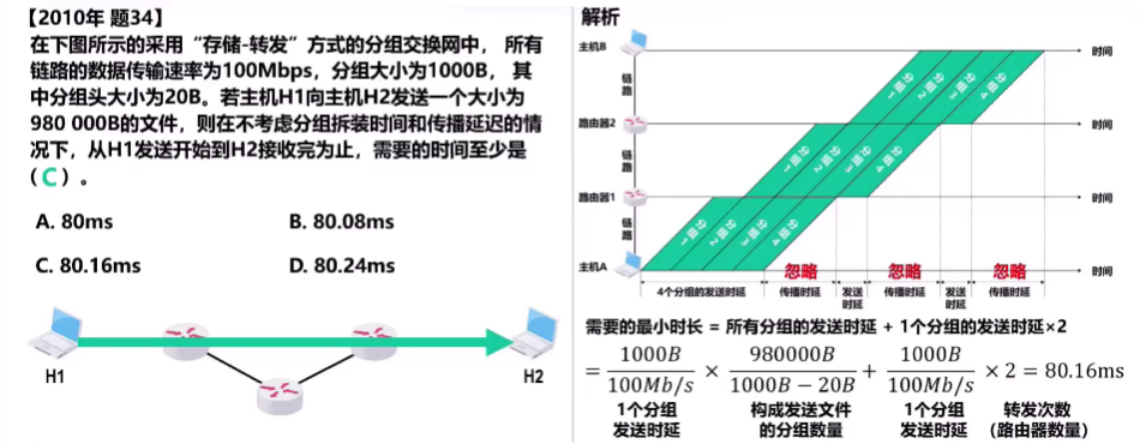 【2010年 题34】
在下图所示的采用“存储-转发”方式的分组交换网中， 所有
链路的数据传输速率为100Mbps，分组大小为1000B， 其
中分组头大小为20B。若主机H1向主机H2发送一个大小为
980 000B的文件，则在不考虑分组拆装时间和传播延迟的情
况下，从H1发送开始到H2接收完为止，需要的时间至少是
（C）。
A. 80ms
B. 80.08ms
C. 80.16ms
D. 80.24ms
H1
H2
解析
主机B
时间
链路
分组1
分组2
分组3
分组4
路由器2
时间
链路
分组1
分组2
分组3
分组4
路由器1
时间
链路
分组1
分组2
分组3
分组4
主机A
忽略
忽略
忽略
时间
4个分组的发送时延
传播时延
发送时延
传播时延
发送时延
传播时延
需要的最小时长 = 所有分组的发送时延 + 1个分组的发送时延×2
= 1000B/100Mb/s × 980000B/1000B − 20B + 1000B/100Mb/s × 2 = 80.16ms
1个分组 构成发送文件 1个分组 转发次数
发送时延 的分组数量 发送时延 （路由器数量）